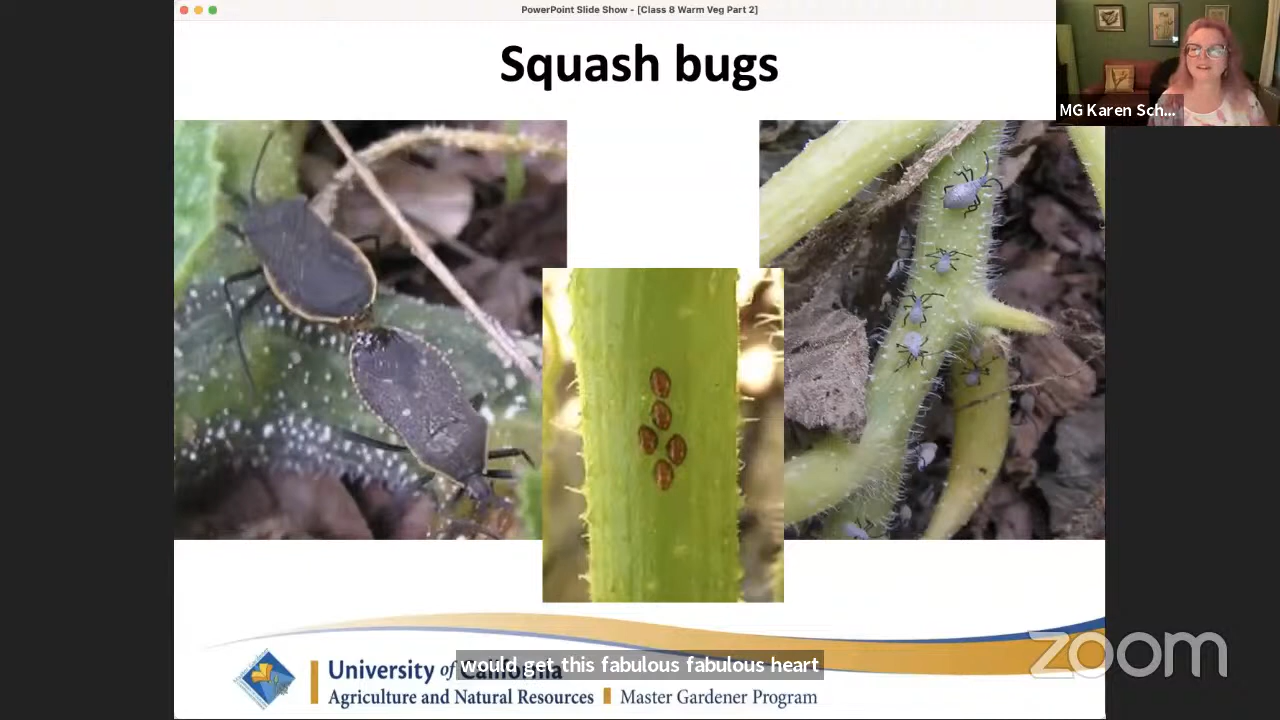 PowerPoint Slide Show - [Class 8 Warm Veg Part 2]
Squash bugs
MG Karen Sch...
would get this fabulous fabulous heart
University of California
Agriculture and Natural Resources
Master Gardener Program
zoom